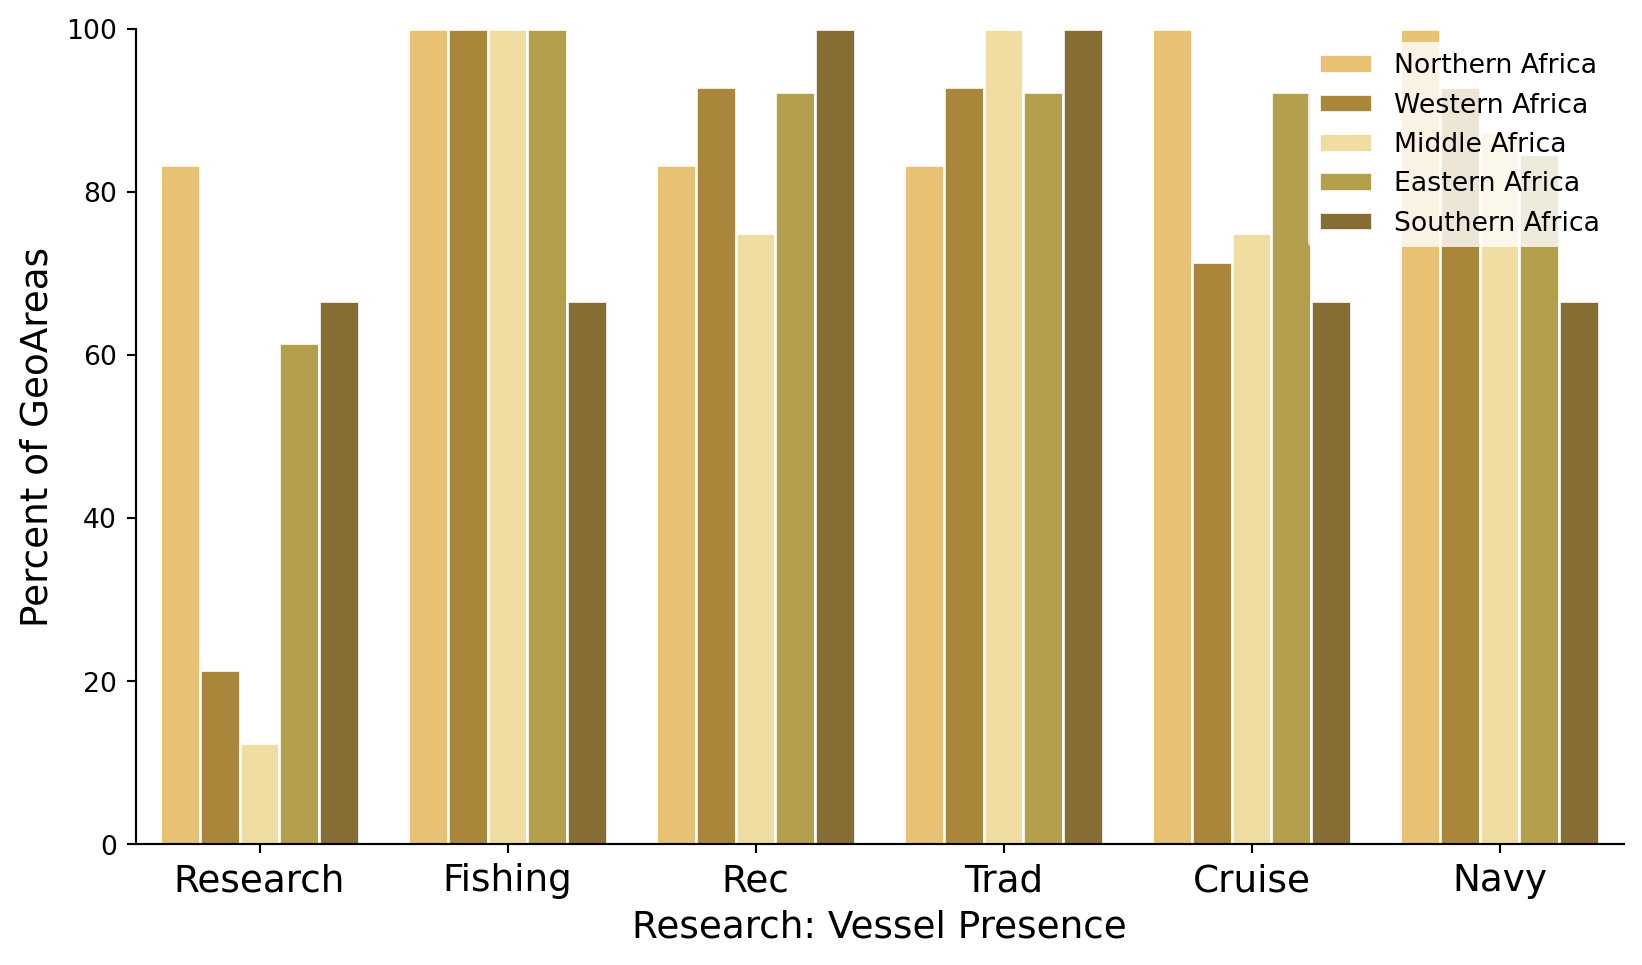 100
80
60
40
20
0
Percent of GeoAreas
Northern Africa
Western Africa
Middle Africa
Eastern Africa
Southern Africa
Research Fishing Rec Trad Cruise Navy
Research: Vessel Presence